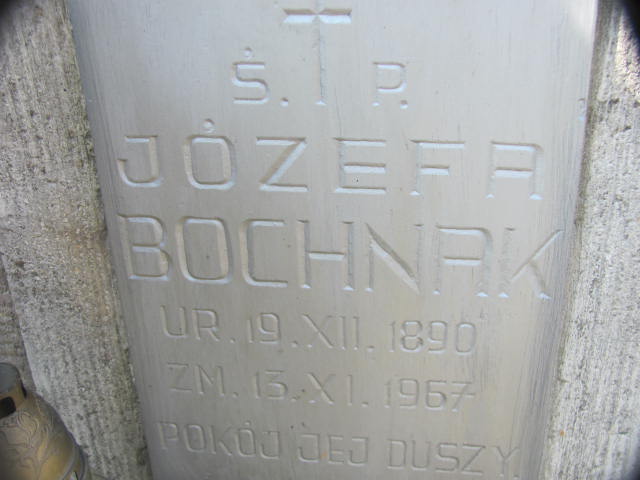 Ś. P.
JÓZEFA
BOCHNAK
UR. 19. XII. 1890
ZM. 13. XI. 1967
POKÓJ JEJ DUSZY.